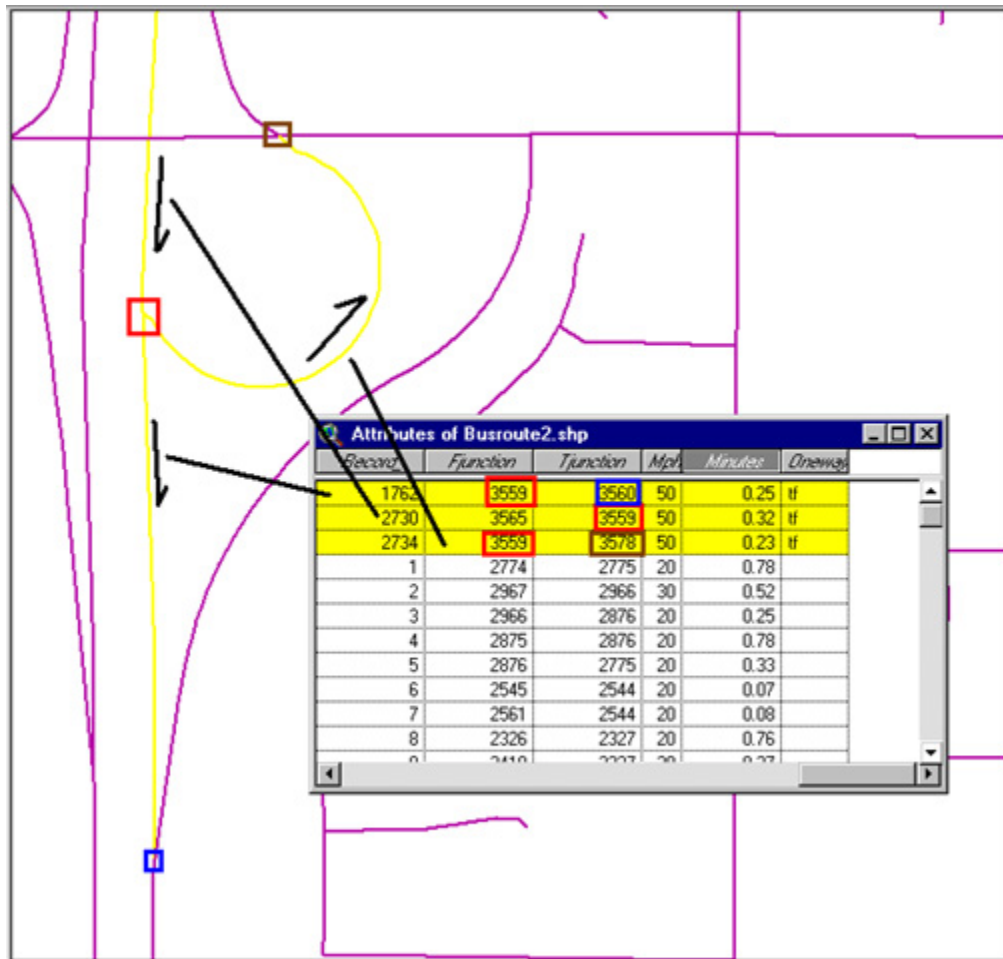 Attributes of Busroute2.shp
Record_ Fjunction Tjunction Mph Minutes Oneway
1762 3559 3560 50 0.25 tf
2730 3565 3559 50 0.32 tf
2734 3559 3578 50 0.23 tf
1 2774 2775 20 0.78
2 2967 2966 30 0.52
3 2966 2876 20 0.25
4 2875 2876 20 0.78
5 2876 2775 20 0.33
6 2545 2544 20 0.07
7 2561 2544 20 0.08
8 2326 2327 20 0.76